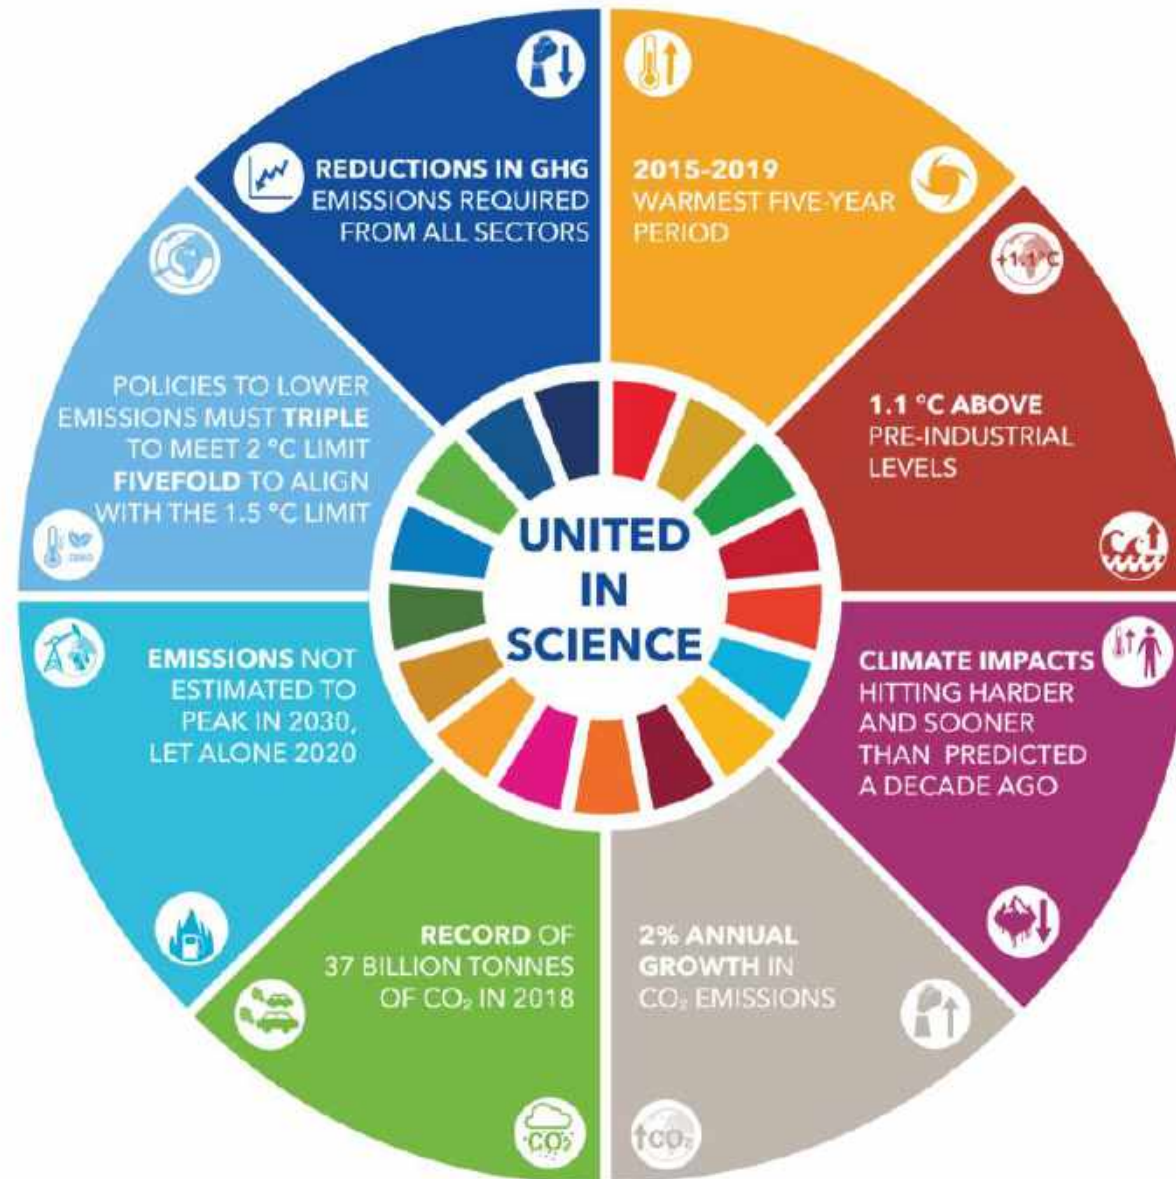 REDUCTIONS IN GHG
EMISSIONS REQUIRED
FROM ALL SECTORS
2015-2019
WARMEST FIVE-YEAR
PERIOD
+1.1°C
1.1 °C ABOVE
PRE-INDUSTRIAL
LEVELS
CLIMATE IMPACTS
HITTING HARDER
AND SOONER
THAN PREDICTED
A DECADE AGO
2% ANNUAL
GROWTH IN
CO₂ EMISSIONS
CO₂
RECORD OF
37 BILLION TONNES
OF CO₂ IN 2018
CO₂
EMISSIONS NOT
ESTIMATED TO
PEAK IN 2030,
LET ALONE 2020
POLICIES TO LOWER
EMISSIONS MUST TRIPLE
TO MEET 2 °C LIMIT
FIVEFOLD TO ALIGN
WITH THE 1.5 °C LIMIT
UNITED
IN
SCIENCE